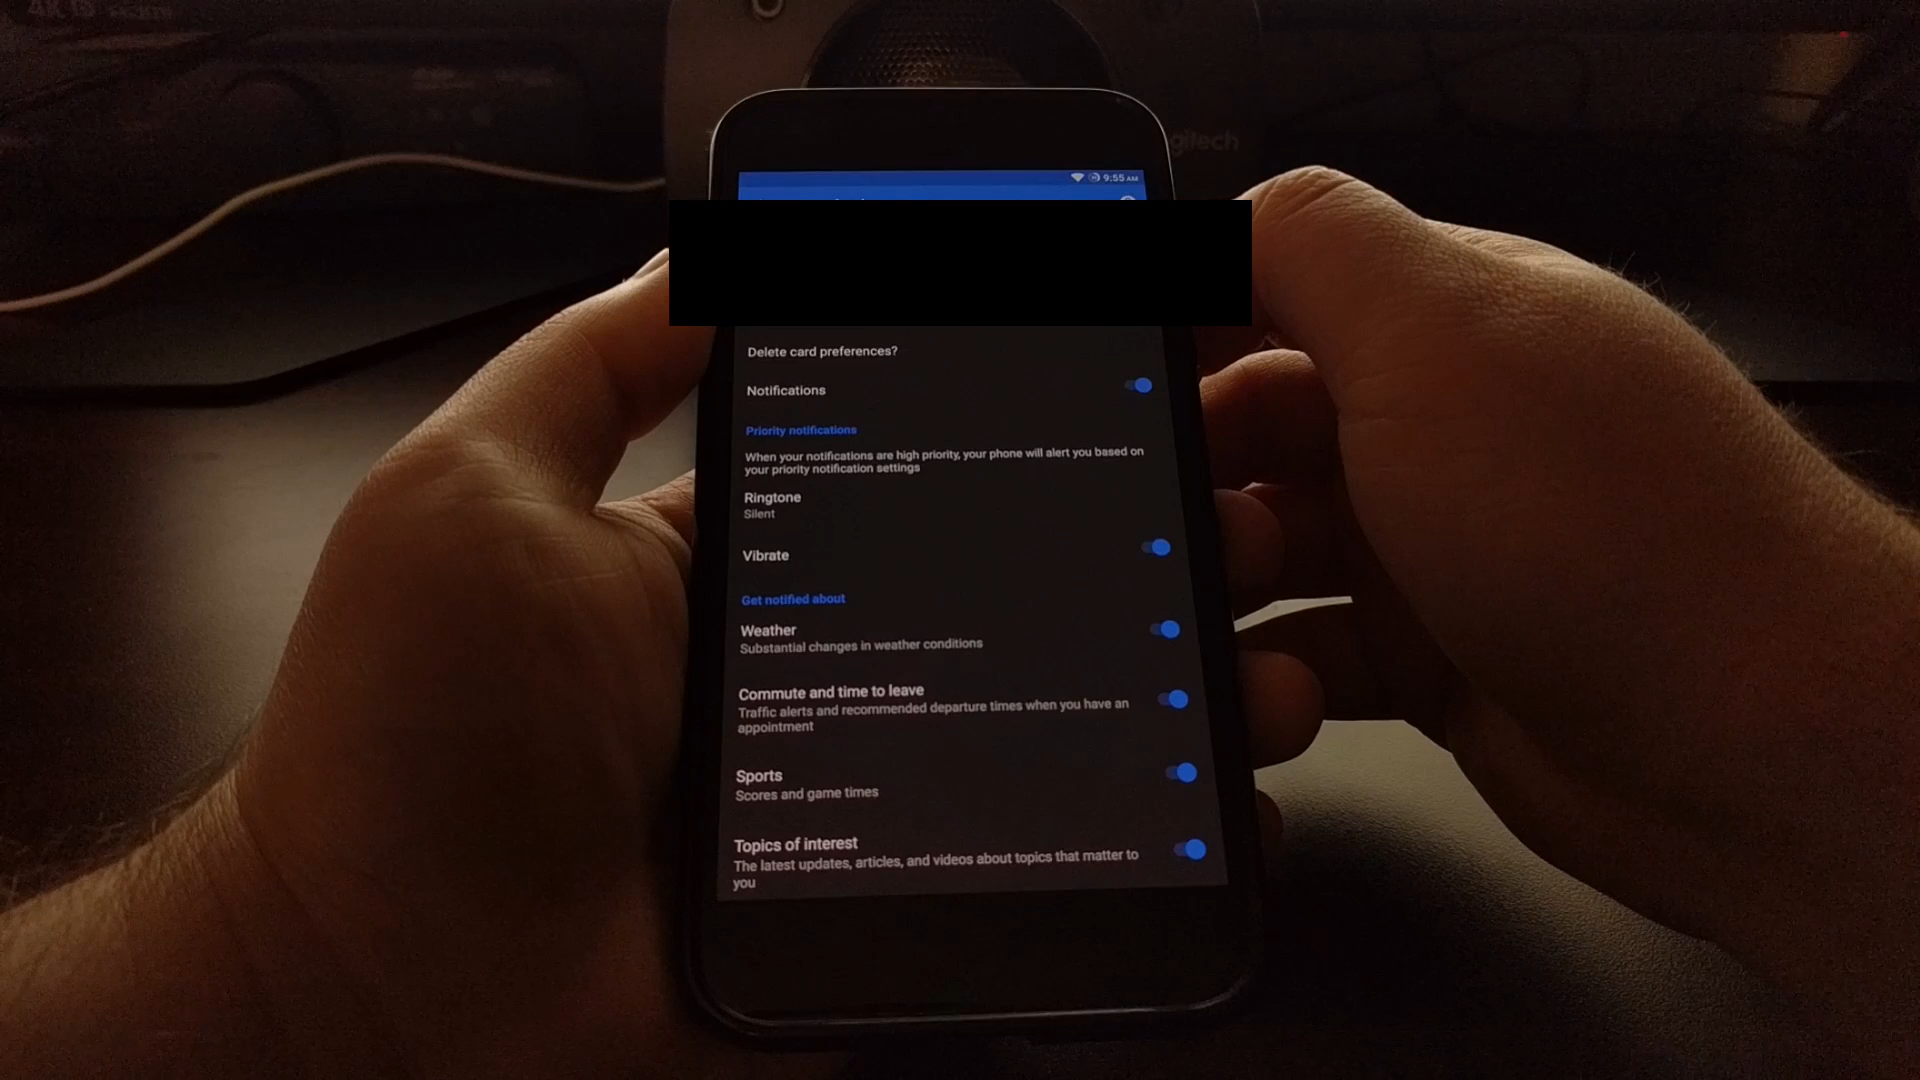 9:55 AM
Delete card preferences?
Notifications
Priority notifications
When your notifications are high priority, your phone will alert you based on
your priority notification settings
Ringtone
Silent
Vibrate
Get notified about
Weather
Substantial changes in weather conditions
Commute and time to leave
Traffic alerts and recommended departure times when you have an
appointment
Sports
Scores and game times
Topics of interest
The latest updates, articles, and videos about topics that matter to
you